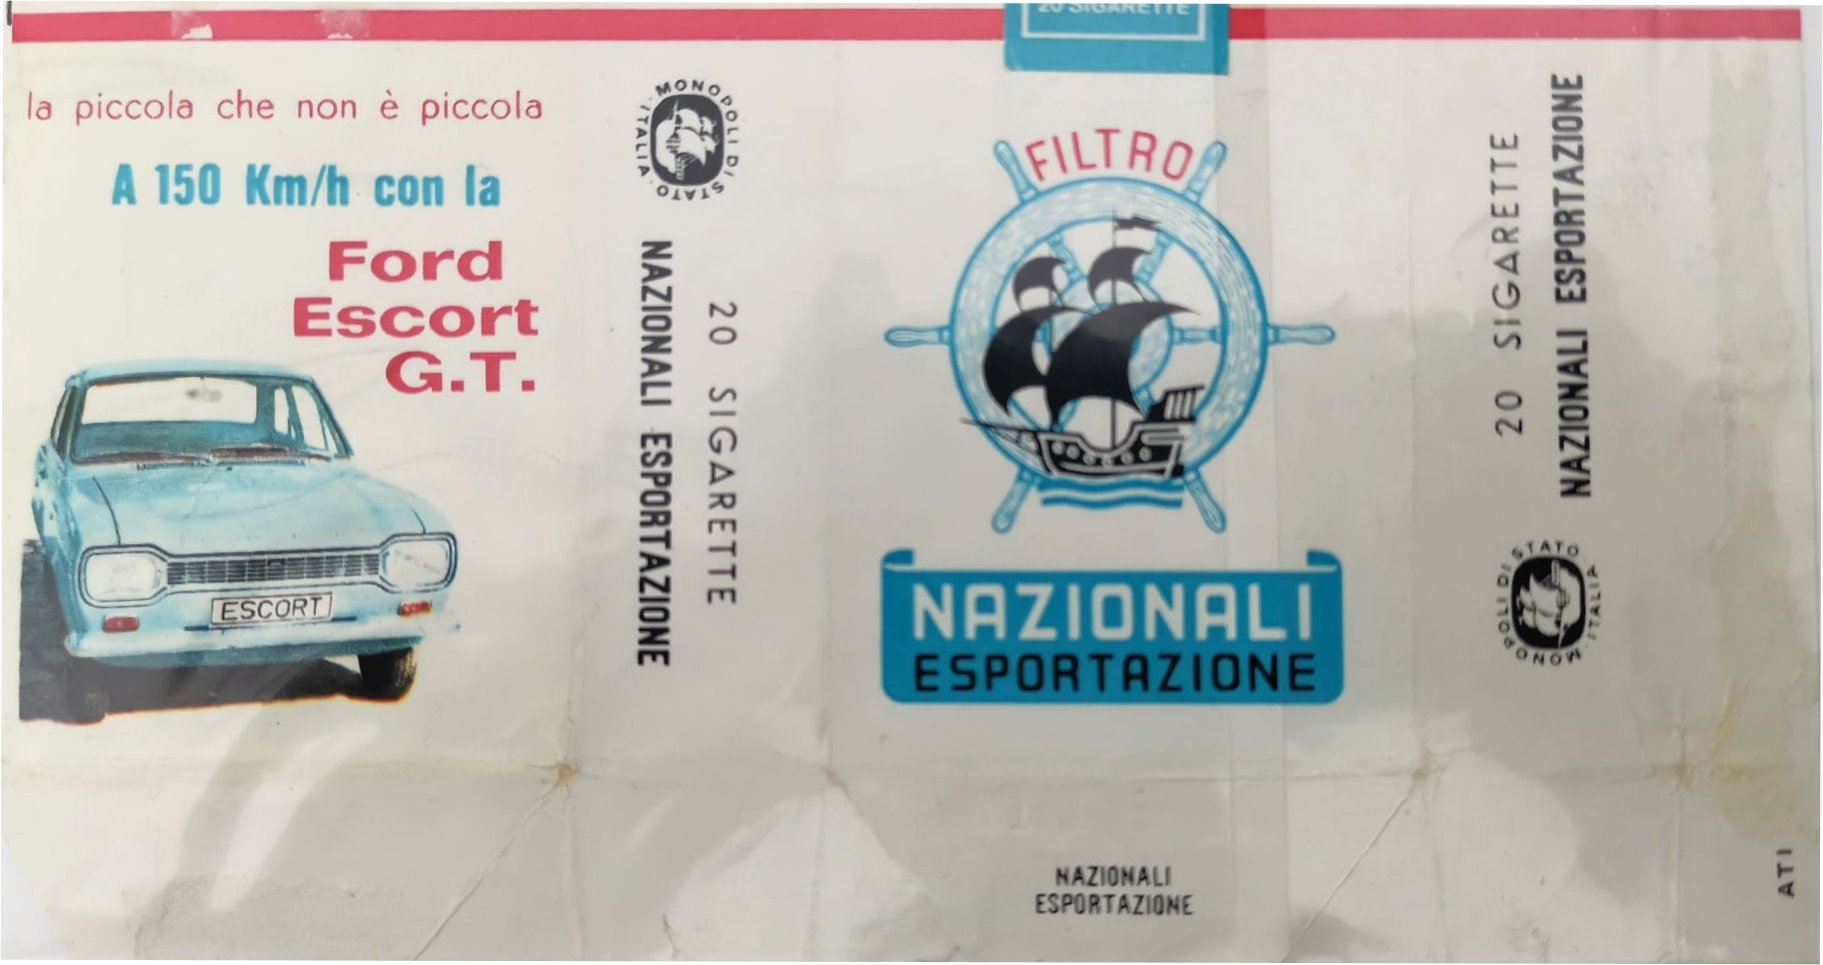 la piccola che non è piccola
A 150 Km/h con la
Ford
Escort
G.T.
ESCORT
MONOPOLI DI STATO · ITALIA ·
NAZIONALI ESPORTAZIONE
20 SIGARETTE
20 SIGARETTE
FILTRO
NAZIONALI
ESPORTAZIONE
NAZIONALI
ESPORTAZIONE
20 SIGARETTE
NAZIONALI ESPORTAZIONE
MONOPOLI DI STATO · ITALIA ·
ATI